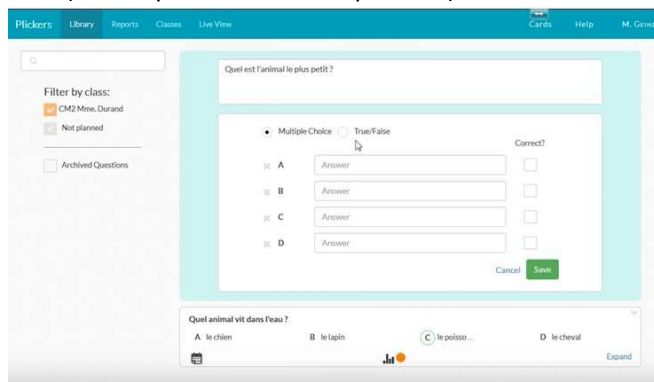 Plickers Library Reports Classes Live View Cards Help
Quel est l'animal le plus petit ?
Filter by class:
CM2 Mme. Durand
Not planned
Archived Questions
Multiple Choice True/False
Correct?
A Answer
B Answer
C Answer
D Answer
Cancel Save
Quel animal vit dans l'eau ?
A le chien B le lapin C le poisso... D le cheval
Expand